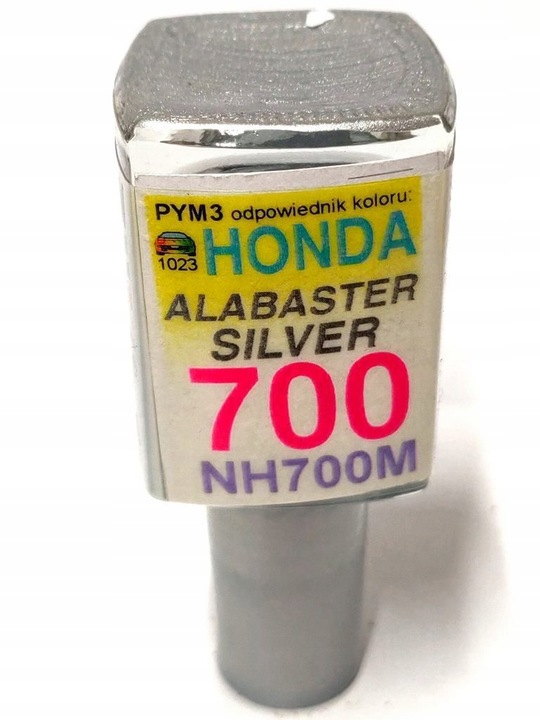 PYM3 odpowiednik koloru:
1023 HONDA
ALABASTER
SILVER
700
NH700M